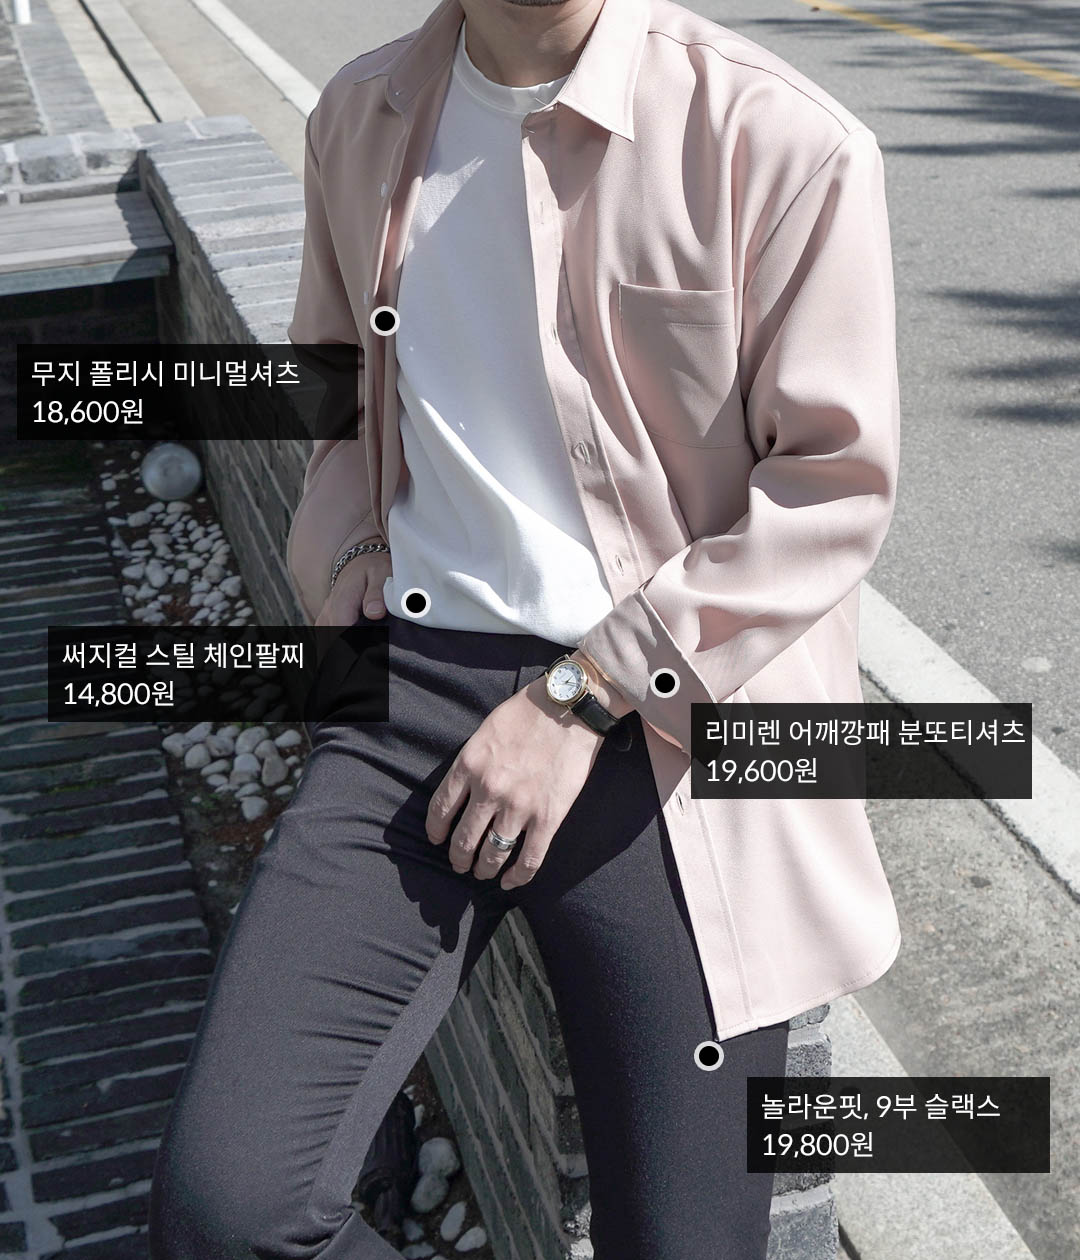 무지 폴리시 미니멀셔츠
18,600원
써지컬 스틸 체인팔찌
14,800원
리미렌 어깨깡패 분또티셔츠
19,600원
놀라운핏, 9부 슬랙스
19,800원